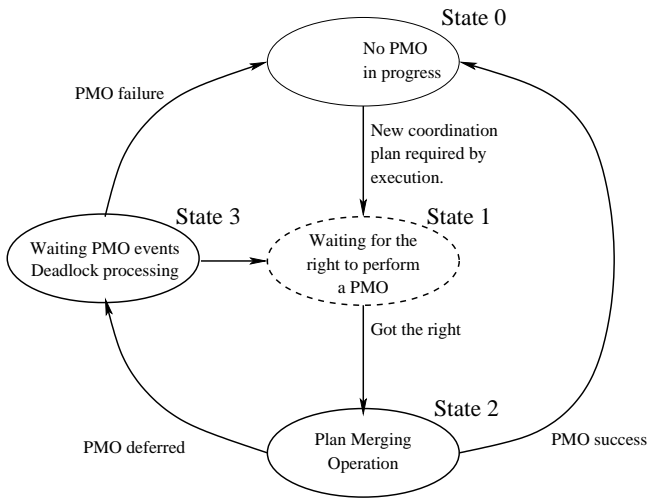 State 0
No PMO
in progress
PMO failure
New coordination
plan required by
execution.
State 3
State 1
Waiting PMO events
Deadlock processing
Waiting for the
right to perform
a PMO
Got the right
State 2
Plan Merging
Operation
PMO deferred
PMO success